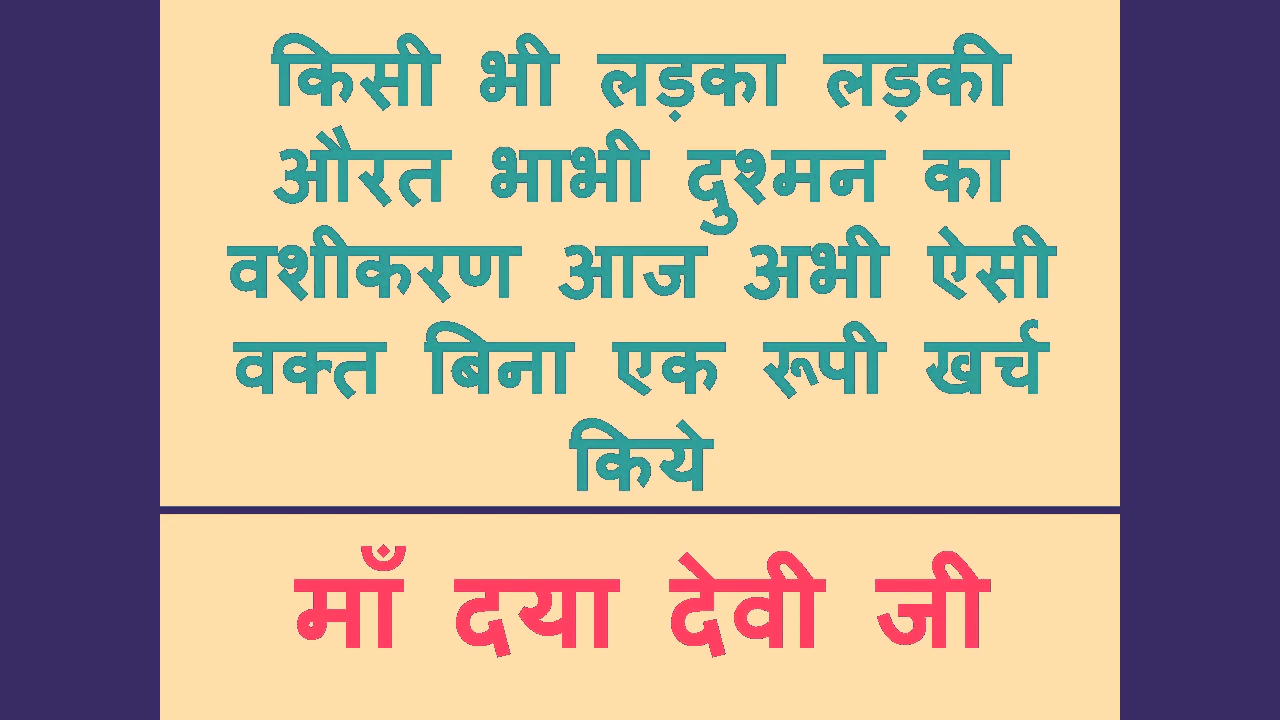 किसी भी लड़का लड़की
औरत भाभी दुश्मन का
वशीकरण आज अभी ऐसी
वक्त बिना एक रूपी खर्च
किये
माँ दया देवी जी